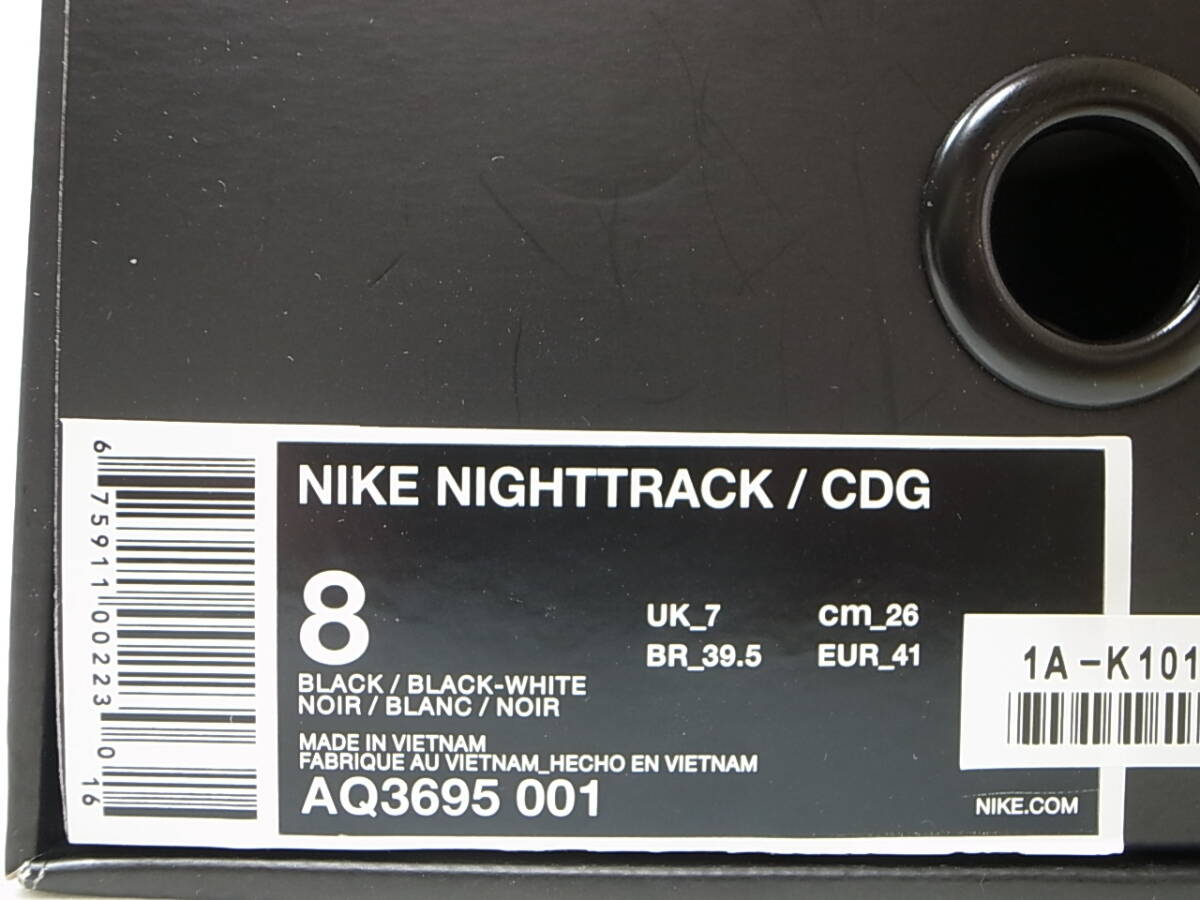 NIKE NIGHTTRACK / CDG
8
UK_7 cm_26
BR_39.5 EUR_41
BLACK / BLACK-WHITE
NOIR / BLANC / NOIR
MADE IN VIETNAM
FABRIQUE AU VIETNAM_HECHO EN VIETNAM
AQ3695 001
NIKE.COM
6 75911 00223 0 16
1A-K101